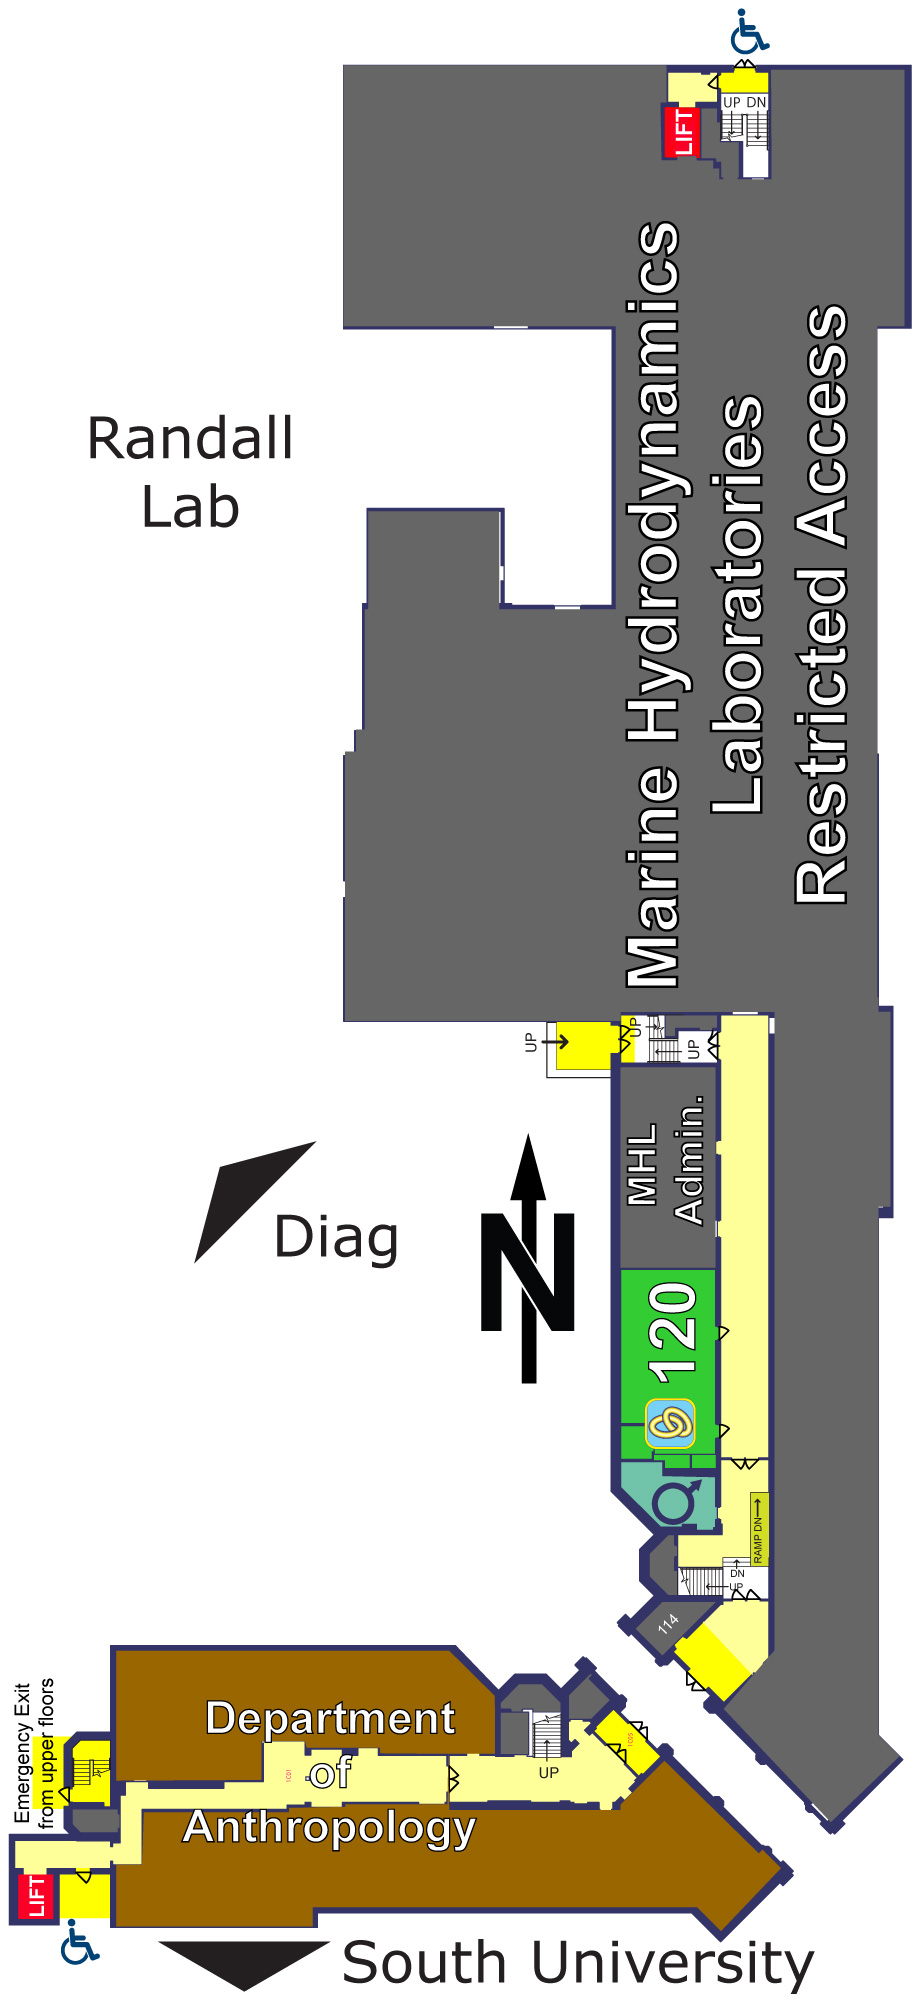 UP DN
LIFT
Marine Hydrodynamics
Laboratories
Restricted Access
Randall
Lab
UP
UP
UP
MHL
Admin.
Diag
N
120
RAMP DN
DN
UP
114
Emergency Exit
from upper floors
Department
of
Anthropology
UP
LIFT
South University